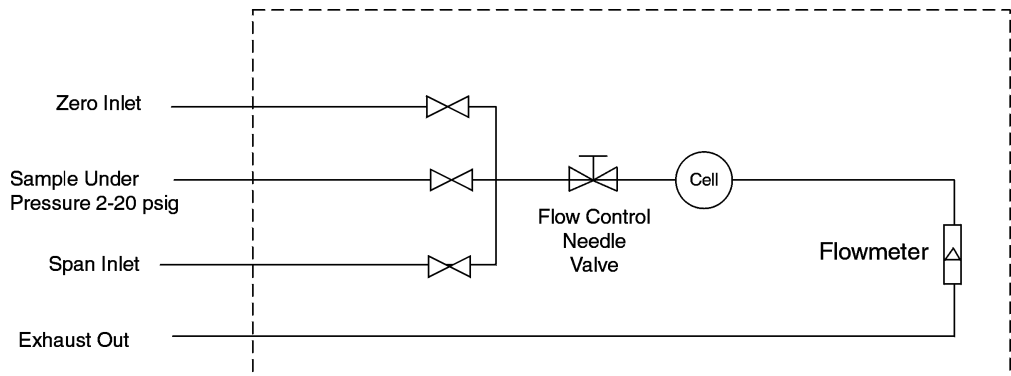 Zero Inlet
Sample Under
Pressure 2-20 psig
Cell
Flow Control
Needle
Valve
Flowmeter
Span Inlet
Exhaust Out